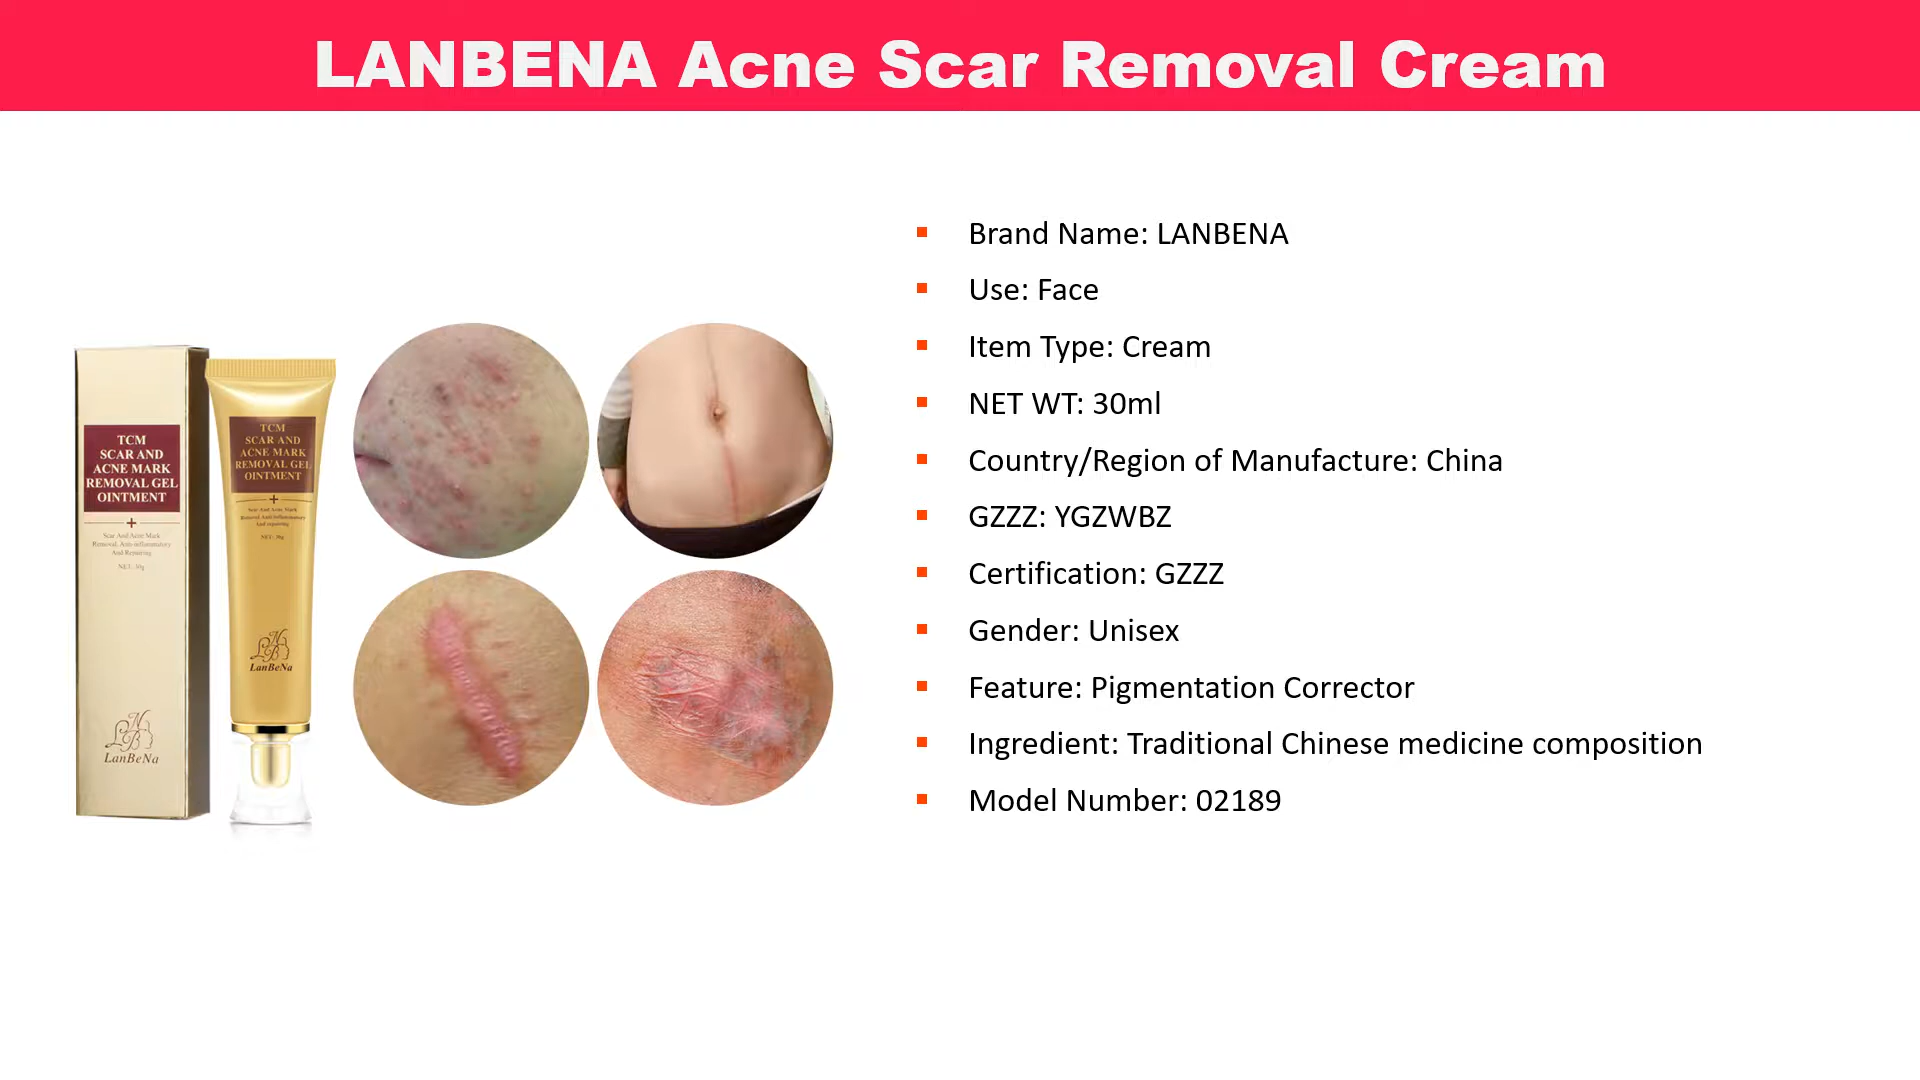 LANBENA Acne Scar Removal Cream
TCM
SCAR AND
ACNE MARK
REMOVAL GEL
OINTMENT
Scar And Acne Mark
Removal, Anti-inflammatory
And Repairing
NET: 30g
LanBeNa
TCM
SCAR AND
ACNE MARK
REMOVAL GEL
OINTMENT
Scar And Acne Mark
Removal Anti-inflammatory
And repairing
NET: 30g
LanBeNa
Brand Name: LANBENA
Use: Face
Item Type: Cream
NET WT: 30ml
Country/Region of Manufacture: China
GZZZ: YGZWBZ
Certification: GZZZ
Gender: Unisex
Feature: Pigmentation Corrector
Ingredient: Traditional Chinese medicine composition
Model Number: 02189